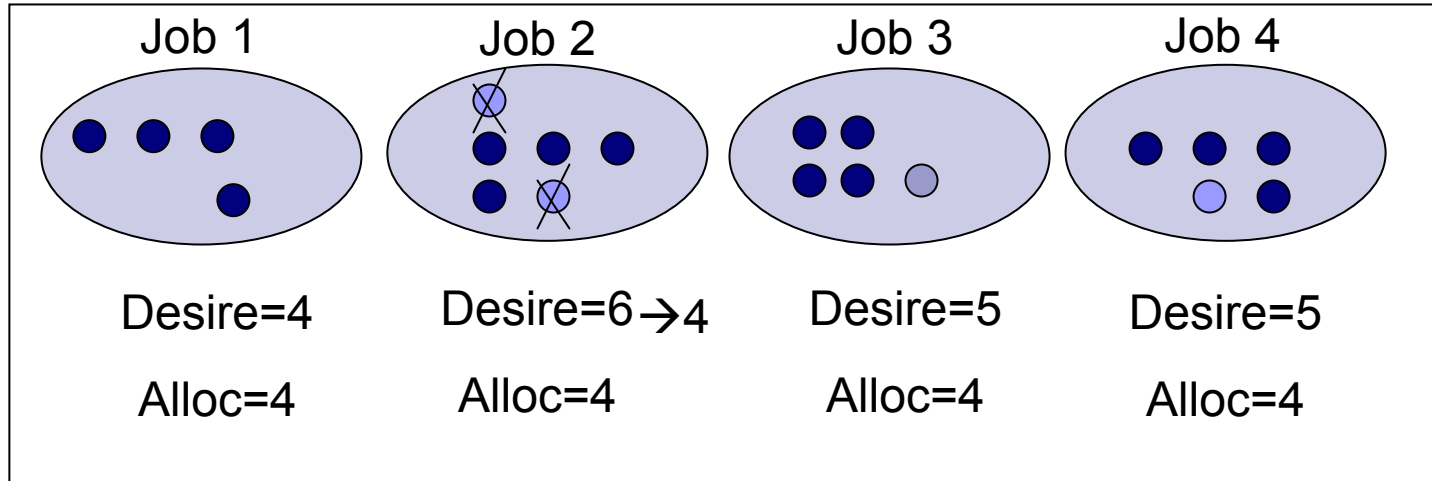 Job 1 Job 2 Job 3 Job 4
Desire=4 Desire=6→4 Desire=5 Desire=5
Alloc=4 Alloc=4 Alloc=4 Alloc=4